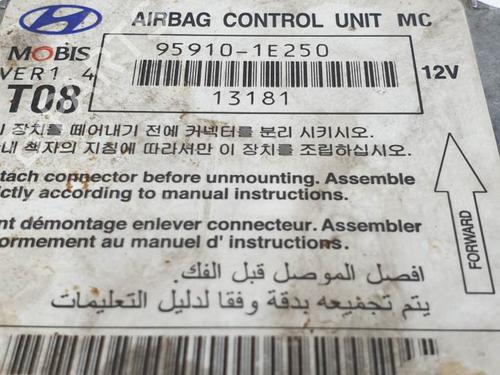 AIRBAG CONTROL UNIT MC
MOBIS
95910-1E250
VER1.4
12V
T08
13181
장치를 떼어내기 전에 커넥터를 분리 시키시오.
책자의 지침에 따라서만 이 장치를 조립하십시오.
connector before unmounting. Assemble
according to manual instructions.
démontage enlever connecteur. Assembler
au manuel d'instructions.
افصل الموصل قبل الفك.
يتم تجميعه بدقة وفقا لدليل التعليمات
FORWARD